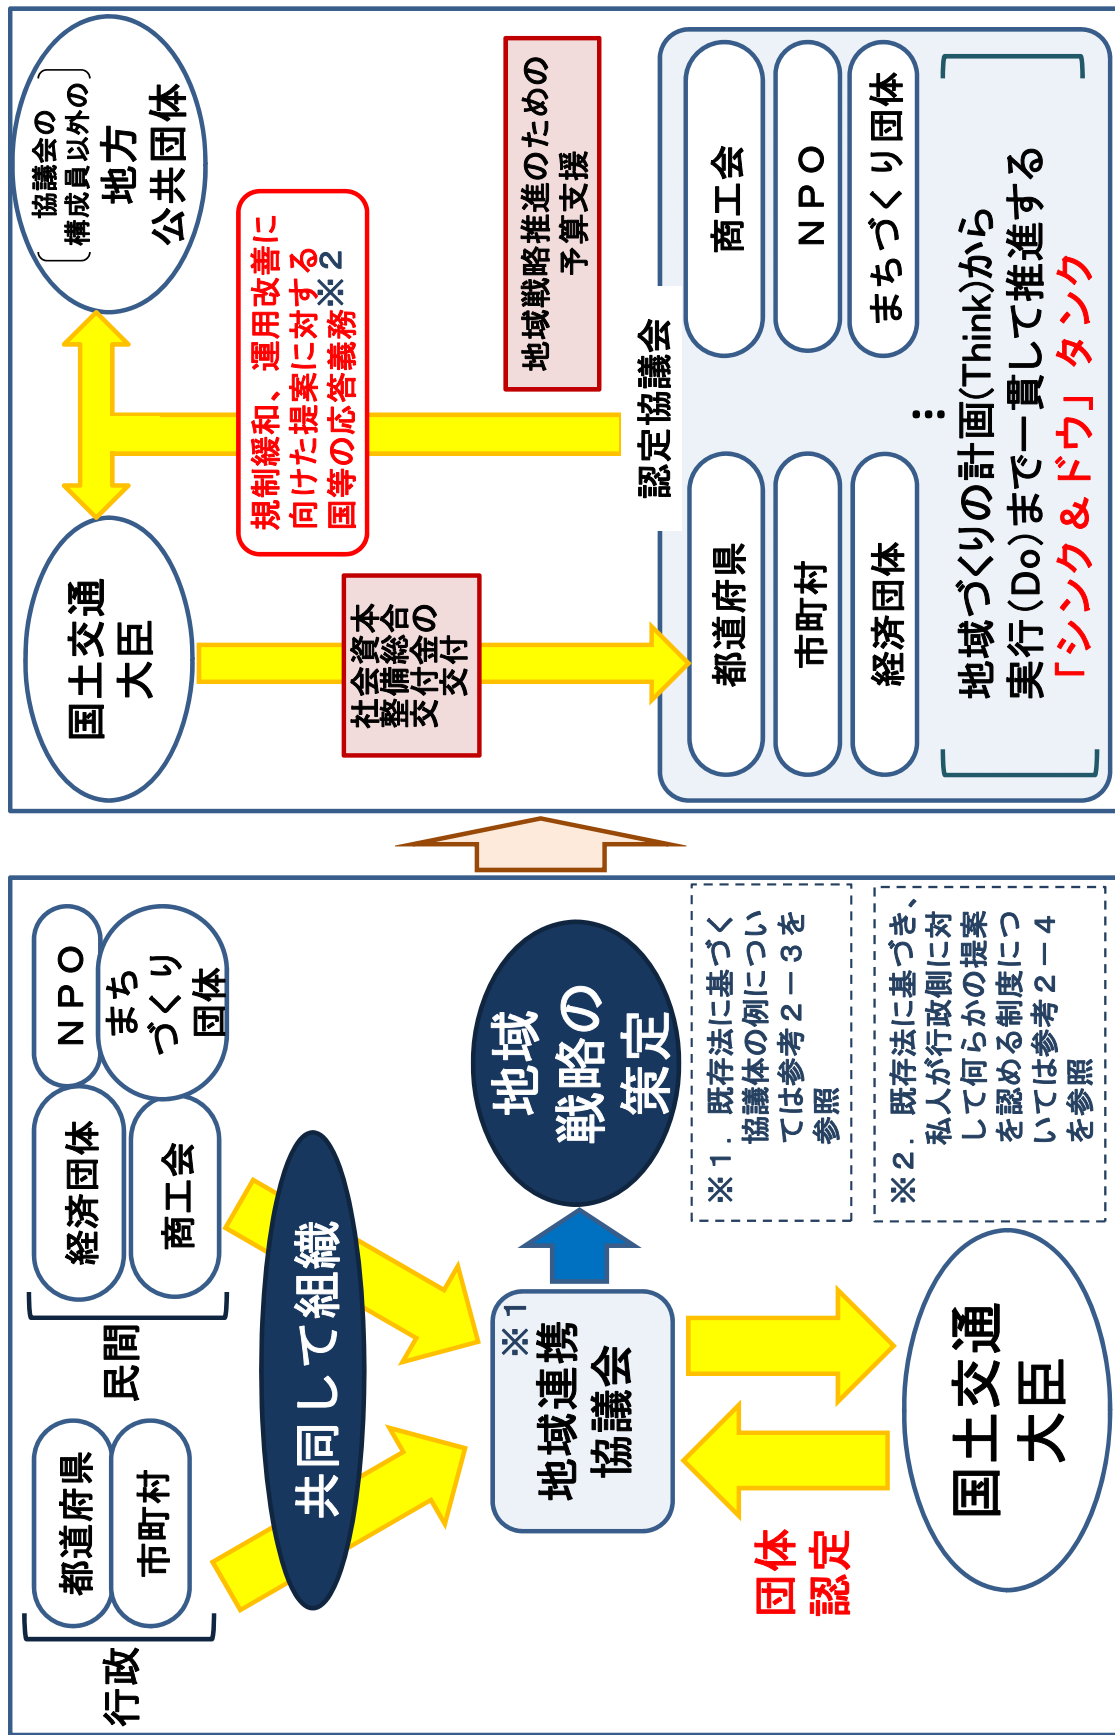 行政
都道府県
市町村
民間
経済団体
商工会
ＮＰＯ
まち
づくり
団体
共同して組織
※１
地域連携
協議会
地域
戦略の
策定
団体
認定
国土交通
大臣
※１．既存法に基づく
協議体の例につい
ては参考２－３を
参照
※２．既存法に基づき、
私人が行政側に対
して何らかの提案
を認める制度につ
いては参考２－４
を参照
国土交通
大臣
協議会の
構成員以外の
地方
公共団体
社会資本
整備総合
交付金の
交付
規制緩和、運用改善に
向けた提案に対する
国等の応答義務※２
地域戦略推進のための
予算支援
認定協議会
都道府県
市町村
経済団体
商工会
ＮＰＯ
まちづくり団体
…
地域づくりの計画(Think)から
実行(Do)まで一貫して推進する
「シンク＆ドウ」タンク